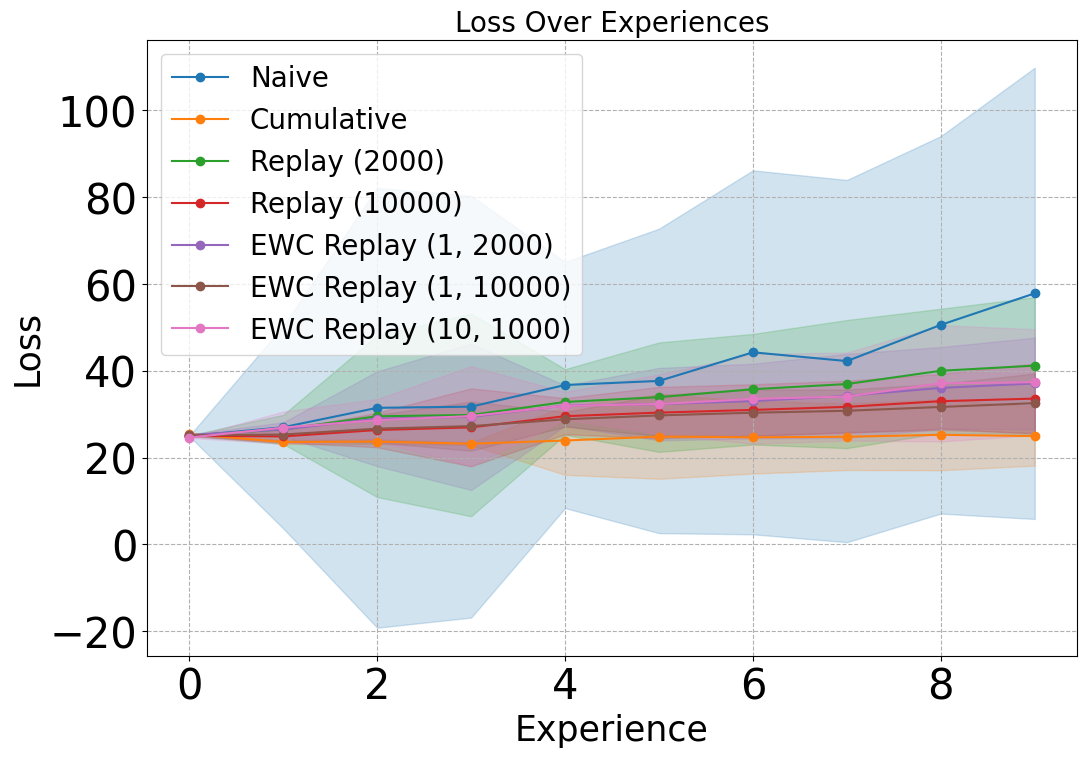 Loss Over Experiences
Naive
Cumulative
Replay (2000)
Replay (10000)
EWC Replay (1, 2000)
EWC Replay (1, 10000)
EWC Replay (10, 1000)
Loss
100
80
60
40
20
0
−20
0 2 4 6 8
Experience